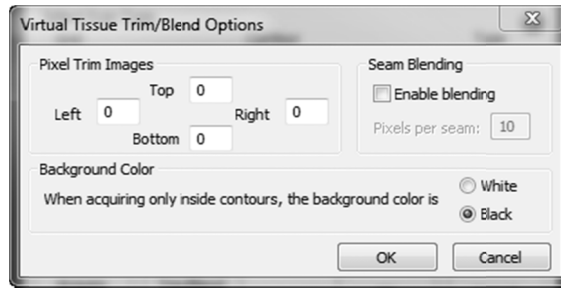 Virtual Tissue Trim/Blend Options
Pixel Trim Images
Top 0
Left 0 Right 0
Bottom 0
Seam Blending
Enable blending
Pixels per seam: 10
Background Color
When acquiring only inside contours, the background color is
White
Black
OK Cancel